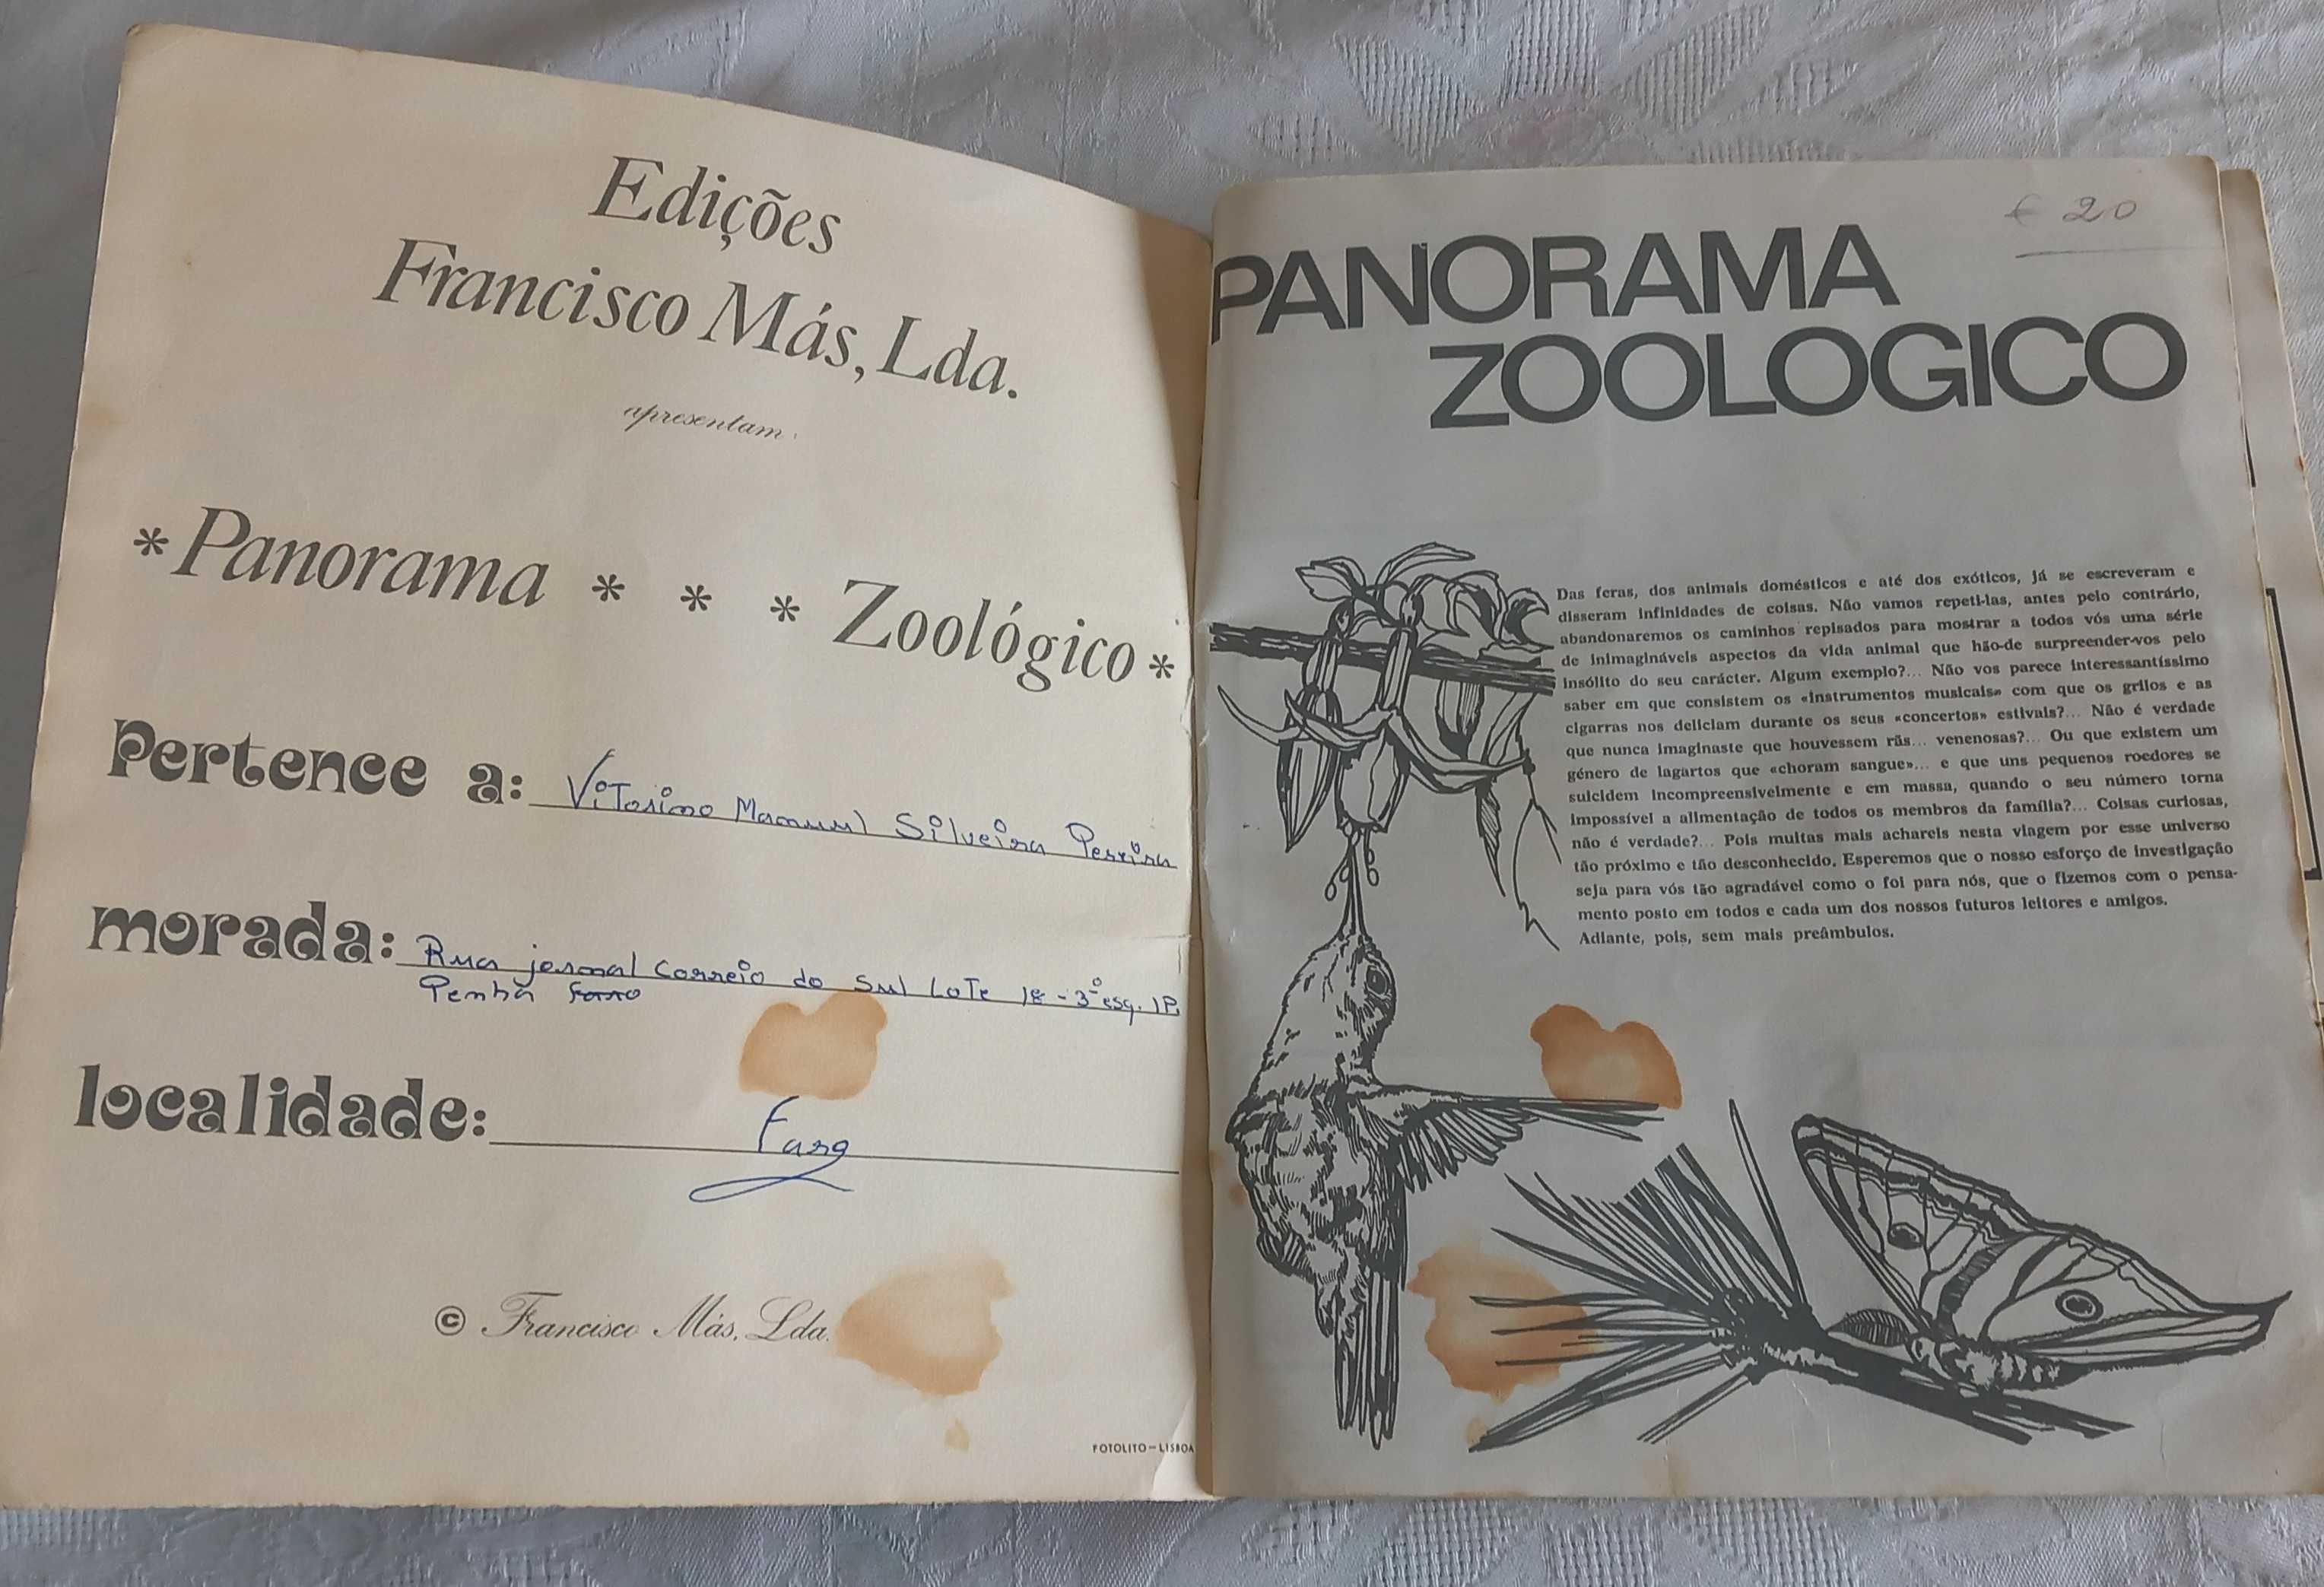 Edições
Francisco Más, Lda.
apresentam
* Panorama * * * Zoológico *
Pertence a: Vitorino Manuel Silveira Pereira
morada: Rua jornal Correio do Sul Lote 18 - 3º esq. 1P.
Penha Faro
localidade: Faro
© Francisco Más, Lda.
FOTOLITO - LISBOA
€ 20
PANORAMA
ZOOLOGICO
Das feras, dos animais domésticos e até dos exóticos, já se escreveram e
disseram infinidades de coisas. Não vamos repeti-las, antes pelo contrário,
abandonaremos os caminhos repisados para mostrar a todos vós uma série
de inimagináveis aspectos da vida animal que hão-de surpreender-vos pelo
insólito do seu carácter. Algum exemplo?... Não vos parece interessantíssimo
saber em que consistem os «instrumentos musicais» com que os grilos e as
cigarras nos deliciam durante os seus «concertos» estivais?... Não é verdade
que nunca imaginaste que houvessem rãs... venenosas?... Ou que existem um
género de lagartos que «choram sangue»... e que uns pequenos roedores se
suicidem incompreensivelmente e em massa, quando o seu número torna
impossível a alimentação de todos os membros da família?... Coisas curiosas,
não é verdade?... Pois muitas mais achareis nesta viagem por esse universo
tão próximo e tão desconhecido. Esperemos que o nosso esforço de investigação
seja para vós tão agradável como o foi para nós, que o fizemos com o pensa-
mento posto em todos e cada um dos nossos futuros leitores e amigos.
Adiante, pois, sem mais preâmbulos.